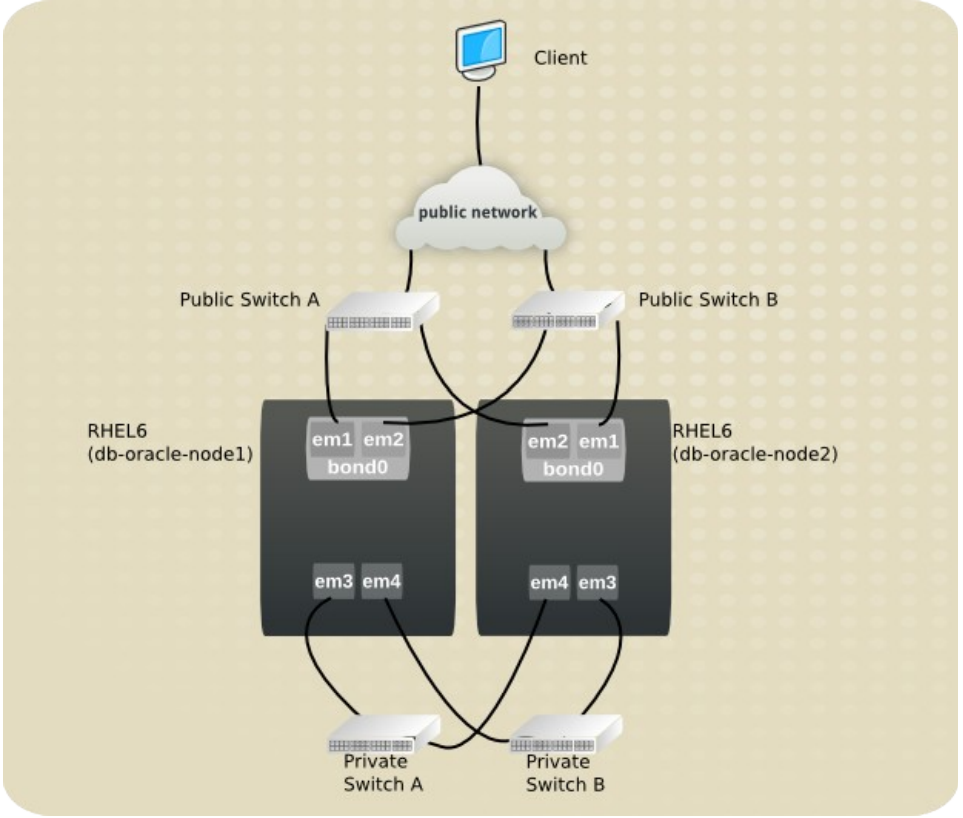 Client
public network
Public Switch A
Public Switch B
RHEL6
(db-oracle-node1)
em1 em2
bond0
em2 em1
bond0
RHEL6
(db-oracle-node2)
em3 em4
em4 em3
Private
Switch A
Private
Switch B